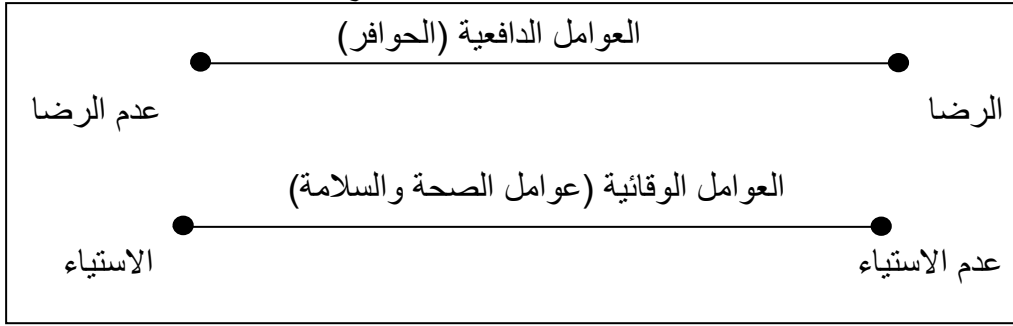 العوامل الدافعية (الحوافر)
الرضا عدم الرضا
العوامل الوقائية (عوامل الصحة والسلامة)
عدم الاستياء الاستياء